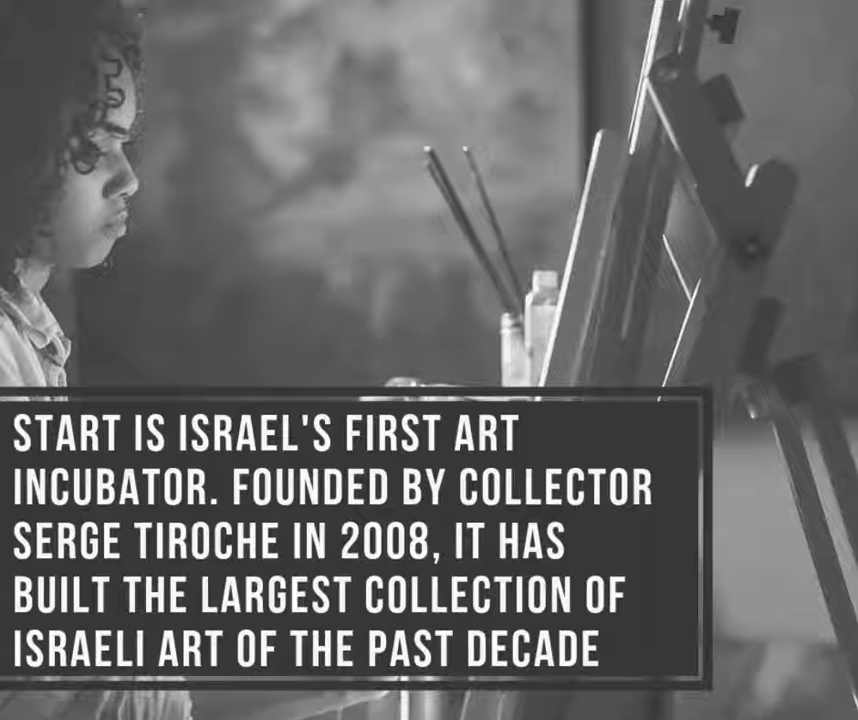 START IS ISRAEL'S FIRST ART
INCUBATOR. FOUNDED BY COLLECTOR
SERGE TIROCHE IN 2008, IT HAS
BUILT THE LARGEST COLLECTION OF
ISRAELI ART OF THE PAST DECADE